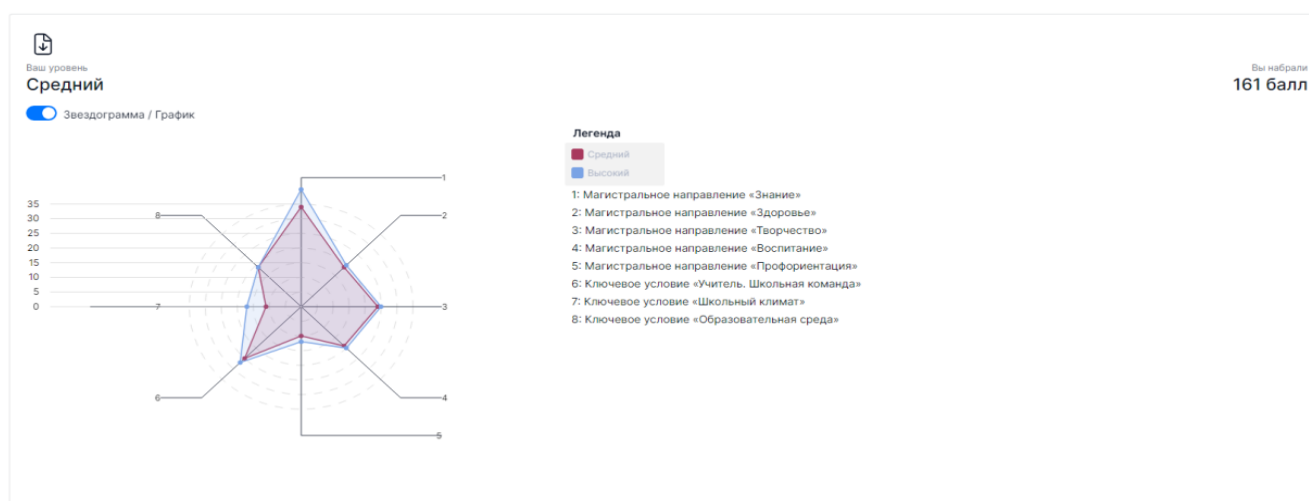 Ваш уровень
Средний
Вы набрали
161 балл
Звездограмма / График
Легенда
Средний
Высокий
1: Магистральное направление «Знание»
2: Магистральное направление «Здоровье»
3: Магистральное направление «Творчество»
4: Магистральное направление «Воспитание»
5: Магистральное направление «Профориентация»
6: Ключевое условие «Учитель. Школьная команда»
7: Ключевое условие «Школьный климат»
8: Ключевое условие «Образовательная среда»
35
30
25
20
15
10
5
0
1
2
3
4
5
6
7
8